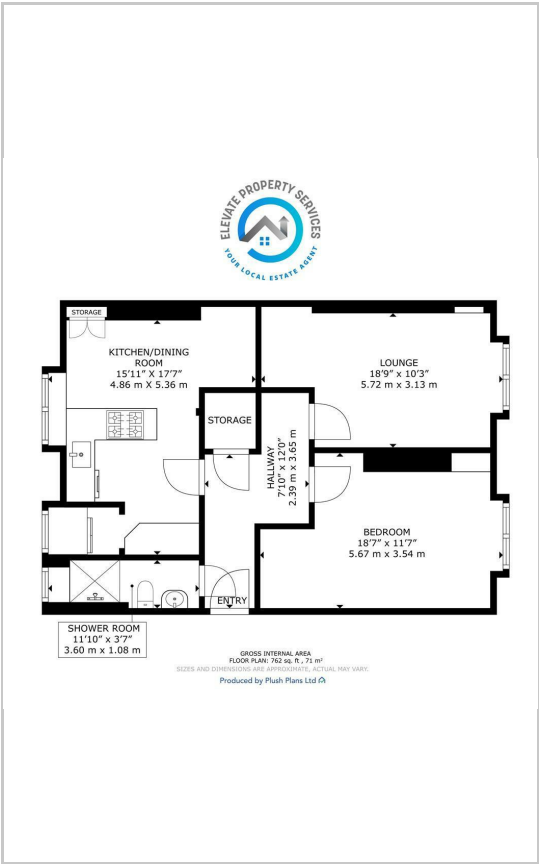 ELEVATE PROPERTY SERVICES
YOUR LOCAL ESTATE AGENT
STORAGE
KITCHEN/DINING
ROOM
15'11" X 17'7"
4.86 m X 5.36 m
LOUNGE
18'9" x 10'3"
5.72 m x 3.13 m
STORAGE
HALLWAY
7'10" x 12'0"
2.39 m x 3.65 m
BEDROOM
18'7" x 11'7"
5.67 m x 3.54 m
ENTRY
SHOWER ROOM
11'10" x 3'7"
3.60 m x 1.08 m
GROSS INTERNAL AREA
FLOOR PLAN: 762 sq. ft , 71 m²
SIZES AND DIMENSIONS ARE APPROXIMATE, ACTUAL MAY VARY.
Produced by Plush Plans Ltd